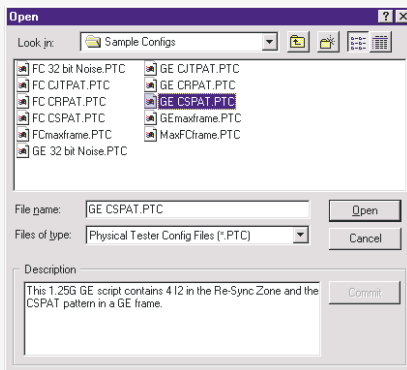 Open
Look in: Sample Configs
FC 32 bit Noise.PTC
FC CJTPAT.PTC
FC CRPAT.PTC
FC CSPAT.PTC
FCmaxframe.PTC
GE 32 bit Noise.PTC
GE CJTPAT.PTC
GE CRPAT.PTC
GE CSPAT.PTC
GEmaxframe.PTC
MaxFCframe.PTC
File name: GE CSPAT.PTC Open
Files of type: Physical Tester Config Files (*.PTC) Cancel
Description
This 1.25G GE script contains 4 I2 in the Re-Sync Zone and the
CSPAT pattern in a GE frame.
Commit